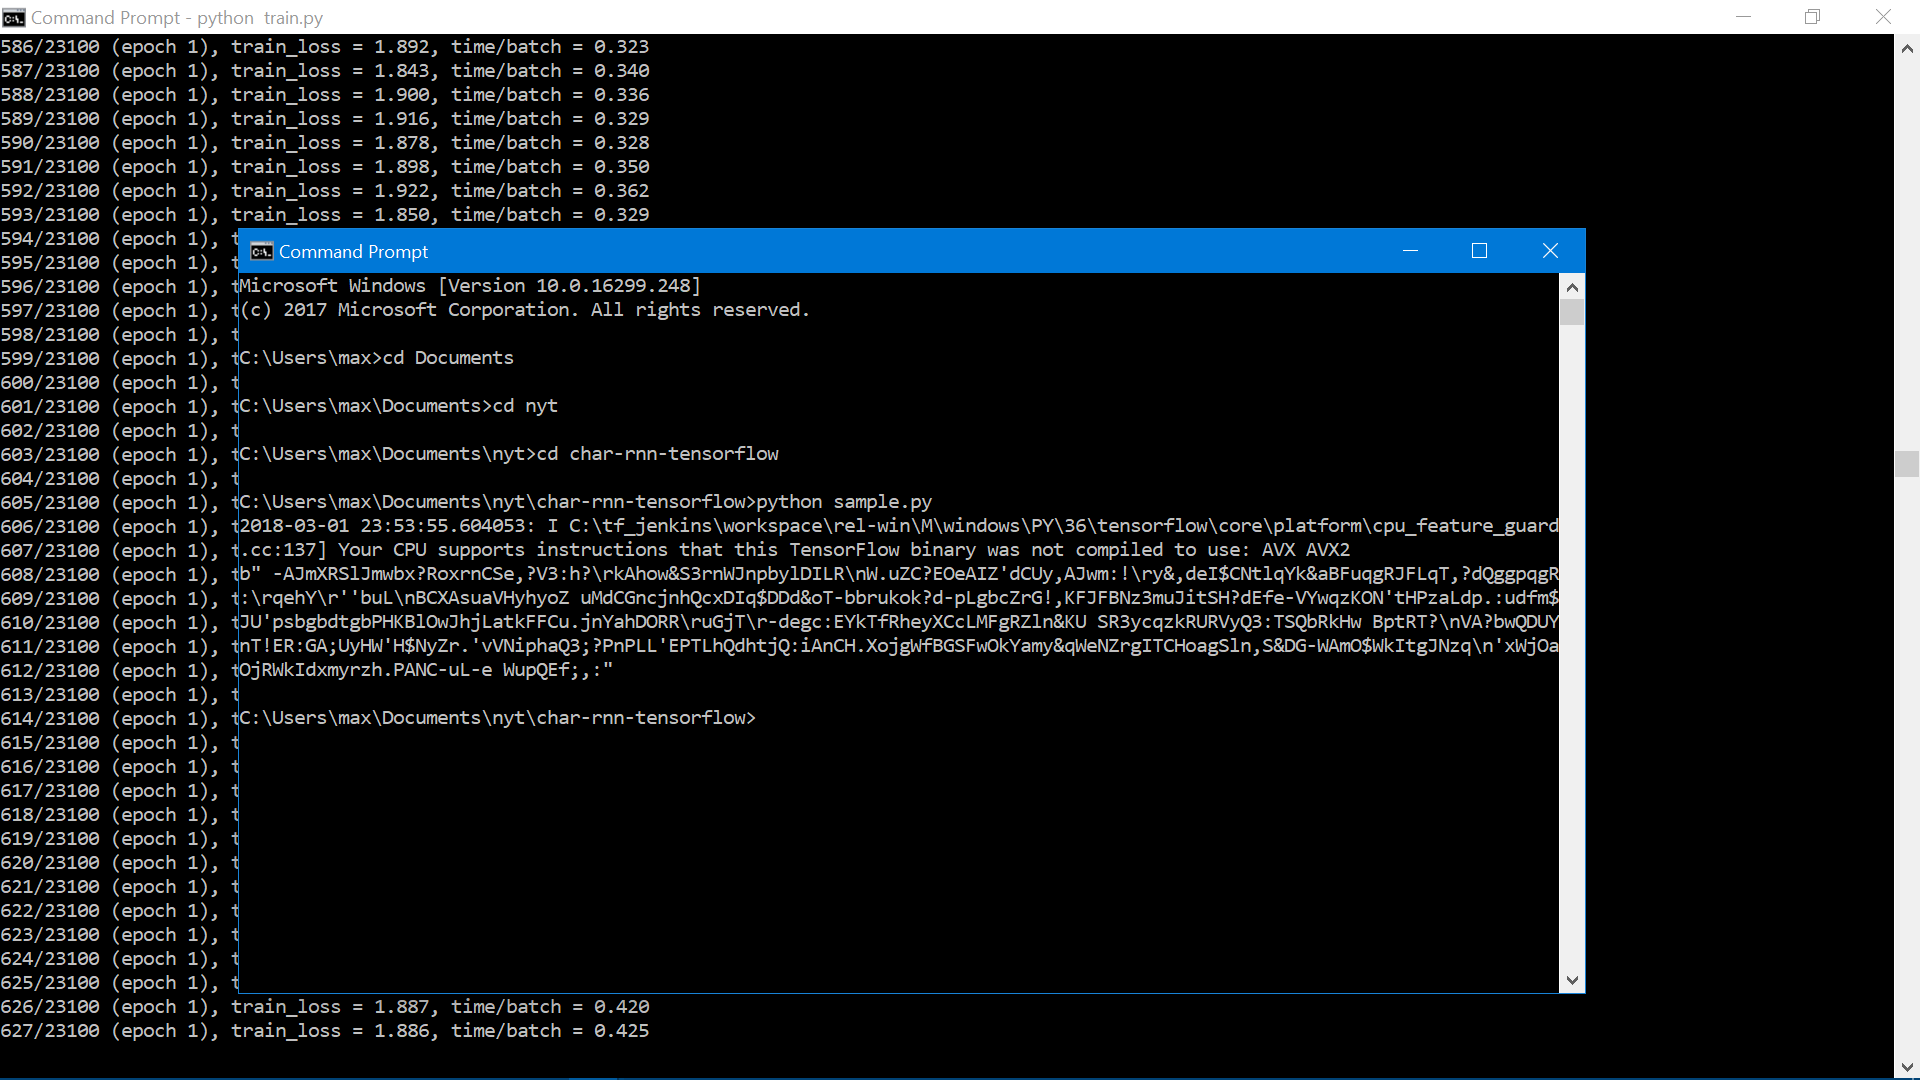 Command Prompt - python  train.py
586/23100 (epoch 1), train_loss = 1.892, time/batch = 0.323
587/23100 (epoch 1), train_loss = 1.843, time/batch = 0.340
588/23100 (epoch 1), train_loss = 1.900, time/batch = 0.336
589/23100 (epoch 1), train_loss = 1.916, time/batch = 0.329
590/23100 (epoch 1), train_loss = 1.878, time/batch = 0.328
591/23100 (epoch 1), train_loss = 1.898, time/batch = 0.350
592/23100 (epoch 1), train_loss = 1.922, time/batch = 0.362
593/23100 (epoch 1), train_loss = 1.850, time/batch = 0.329
594/23100 (epoch 1), t
595/23100 (epoch 1), t
596/23100 (epoch 1), t
597/23100 (epoch 1), t
598/23100 (epoch 1), t
599/23100 (epoch 1), t
600/23100 (epoch 1), t
601/23100 (epoch 1), t
602/23100 (epoch 1), t
603/23100 (epoch 1), t
604/23100 (epoch 1), t
605/23100 (epoch 1), t
606/23100 (epoch 1), t
607/23100 (epoch 1), t
608/23100 (epoch 1), t
609/23100 (epoch 1), t
610/23100 (epoch 1), t
611/23100 (epoch 1), t
612/23100 (epoch 1), t
613/23100 (epoch 1), t
614/23100 (epoch 1), t
615/23100 (epoch 1), t
616/23100 (epoch 1), t
617/23100 (epoch 1), t
618/23100 (epoch 1), t
619/23100 (epoch 1), t
620/23100 (epoch 1), t
621/23100 (epoch 1), t
622/23100 (epoch 1), t
623/23100 (epoch 1), t
624/23100 (epoch 1), t
625/23100 (epoch 1), t
626/23100 (epoch 1), train_loss = 1.887, time/batch = 0.420
627/23100 (epoch 1), train_loss = 1.886, time/batch = 0.425
Command Prompt
Microsoft Windows [Version 10.0.16299.248]
(c) 2017 Microsoft Corporation. All rights reserved.
C:\Users\max>cd Documents
C:\Users\max\Documents>cd nyt
C:\Users\max\Documents\nyt>cd char-rnn-tensorflow
C:\Users\max\Documents\nyt\char-rnn-tensorflow>python sample.py
2018-03-01 23:53:55.604053: I C:\tf_jenkins\workspace\rel-win\M\windows\PY\36\tensorflow\core\platform\cpu_feature_guard
.cc:137] Your CPU supports instructions that this TensorFlow binary was not compiled to use: AVX AVX2
b" -AJmXRSlJmwbx?RoxrnCSe,?V3:h?\rkAhow&S3rnWJnpbylDILR\nW.uZC?EOeAIZ'dCUy,AJwm:!\ry&,deI$CNtlqYk&aBFuqgRJFLqT,?dQggpqgR
:\rqehY\r''buL\nBCXAsuaVHyhyoZ uMdCGncjnhQcxDIq$DDd&oT-bbrukok?d-pLgbcZrG!,KFJFBNz3muJitSH?dEfe-VYwqzKON'tHPzaLdp.:udfm$
JU'psbgbdtgbPHKBlOwJhjLatkFFCu.jnYahDORR\ruGjT\r-degc:EYkTfRheyXCcLMFgRZln&KU SR3ycqzkRURVyQ3:TSQbRkHw BptRT?\nVA?bwQDUY
nT!ER:GA;UyHW'H$NyZr.'vVNiphaQ3;?PnPLL'EPTLhQdhtjQ:iAnCH.XojgWfBGSFwOkYamy&qWeNZrgITCHoagSln,S&DG-WAmO$WkItgJNzq\n'xWjOa
OjRWkIdxmyrzh.PANC-uL-e WupQEf;,:"
C:\Users\max\Documents\nyt\char-rnn-tensorflow>